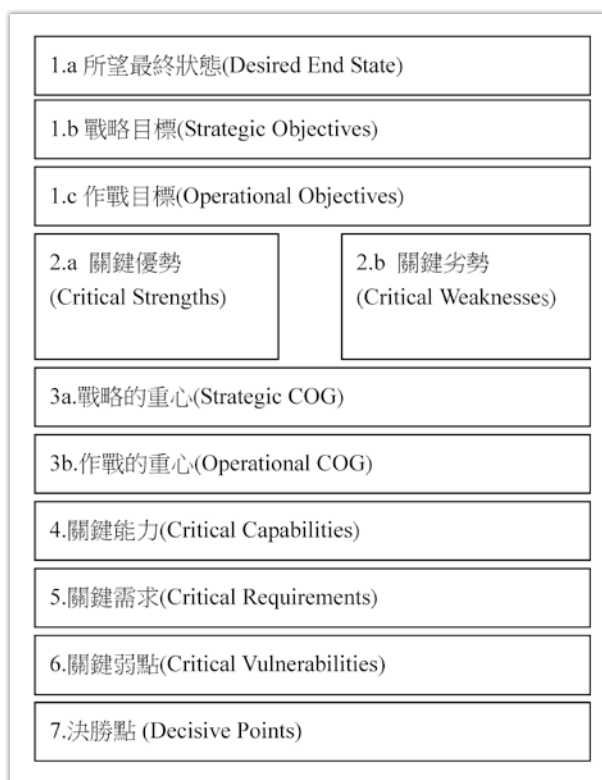 1.a 所望最終狀態(Desired End State)
1.b 戰略目標(Strategic Objectives)
1.c 作戰目標(Operational Objectives)
2.a 關鍵優勢
(Critical Strengths)
2.b 關鍵劣勢
(Critical Weaknesses)
3a.戰略的重心(Strategic COG)
3b.作戰的重心(Operational COG)
4.關鍵能力(Critical Capabilities)
5.關鍵需求(Critical Requirements)
6.關鍵弱點(Critical Vulnerabilities)
7.決勝點 (Decisive Points)